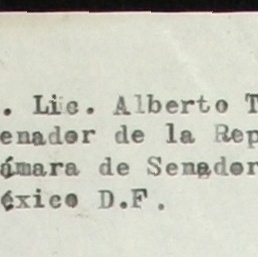 . Lic. Alberto T
enador de la Rep
ámara de Senador
éxico D.F.